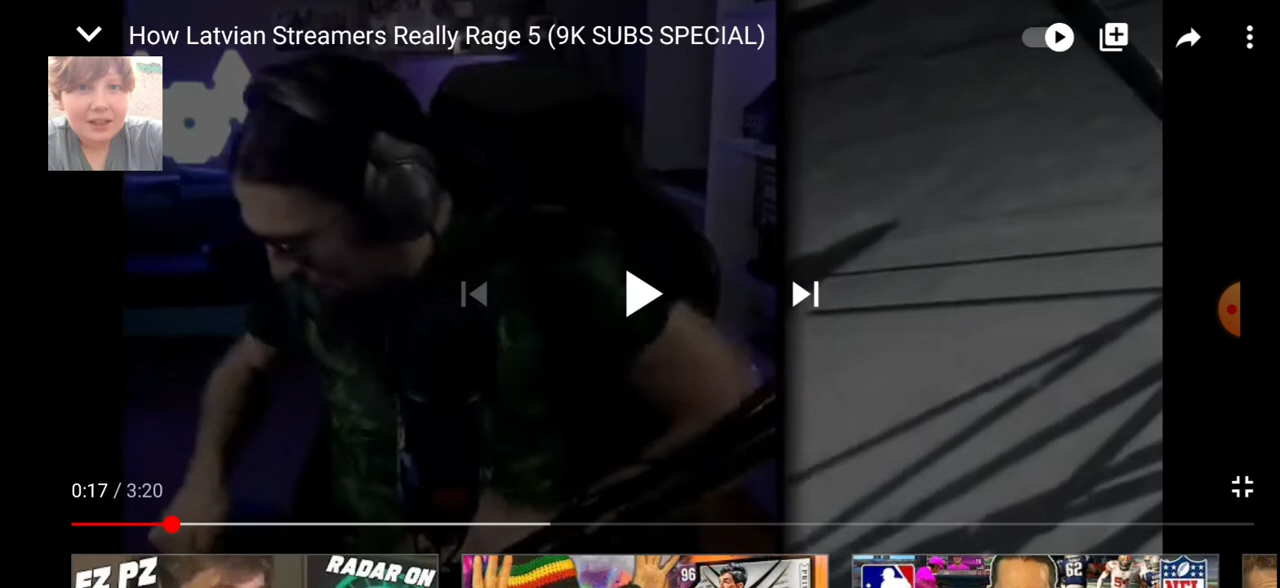 How Latvian Streamers Really Rage 5 (9K SUBS SPECIAL)
0:17 / 3:20
EZ PZ
RADAR ON
96
62
NFL